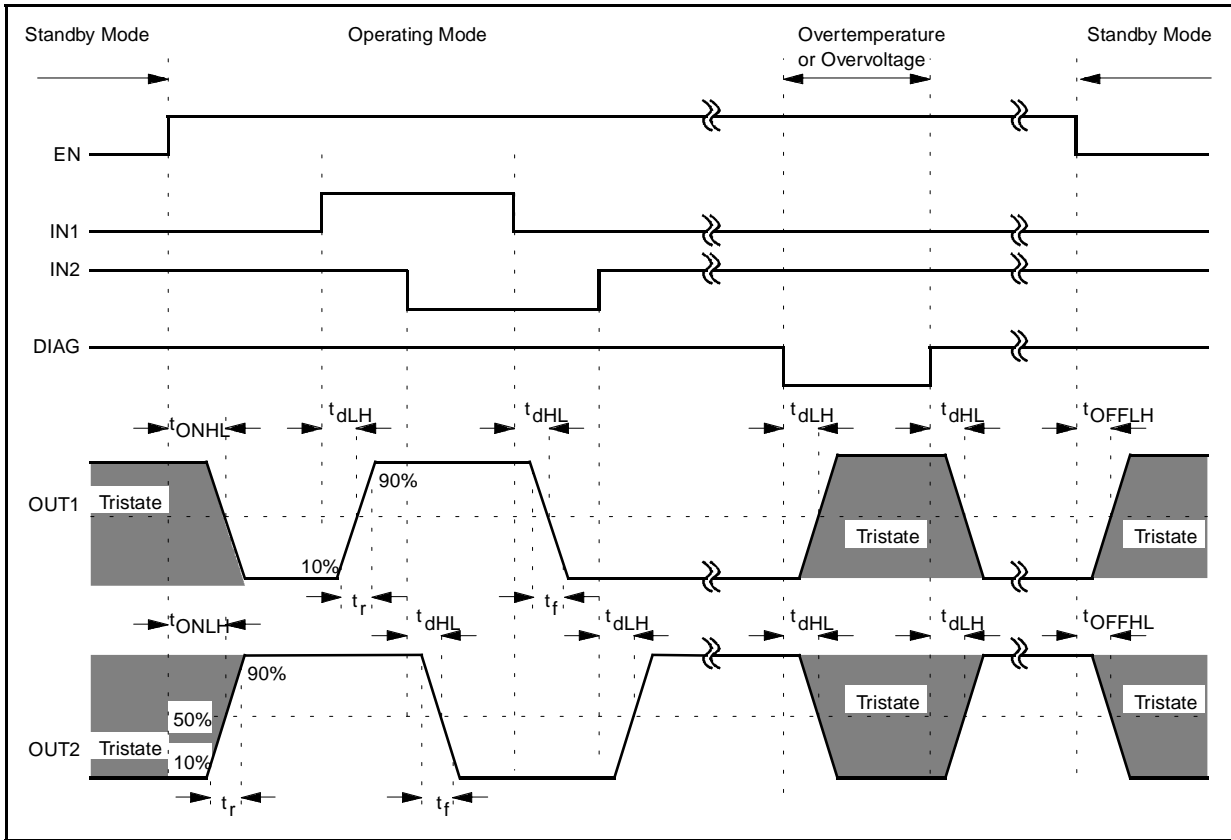 Standby Mode
Operating Mode
Overtemperature
or Overvoltage
Standby Mode
EN
IN1
IN2
DIAG
tONHL
tdLH
tdHL
tdLH
tdHL
tOFFLH
OUT1
Tristate
90%
10%
Tristate
Tristate
tr
tf
tONLH
tdHL
tdLH
tdHL
tdLH
tOFFHL
90%
50%
10%
OUT2
Tristate
Tristate
Tristate
tr
tf